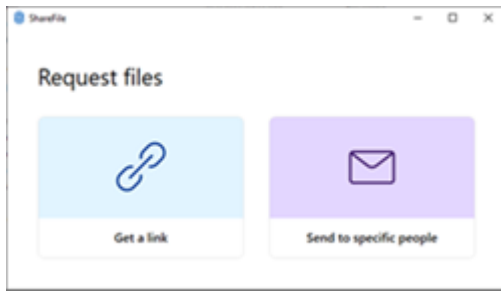 ShareFile
Request files
Get a link
Send to specific people